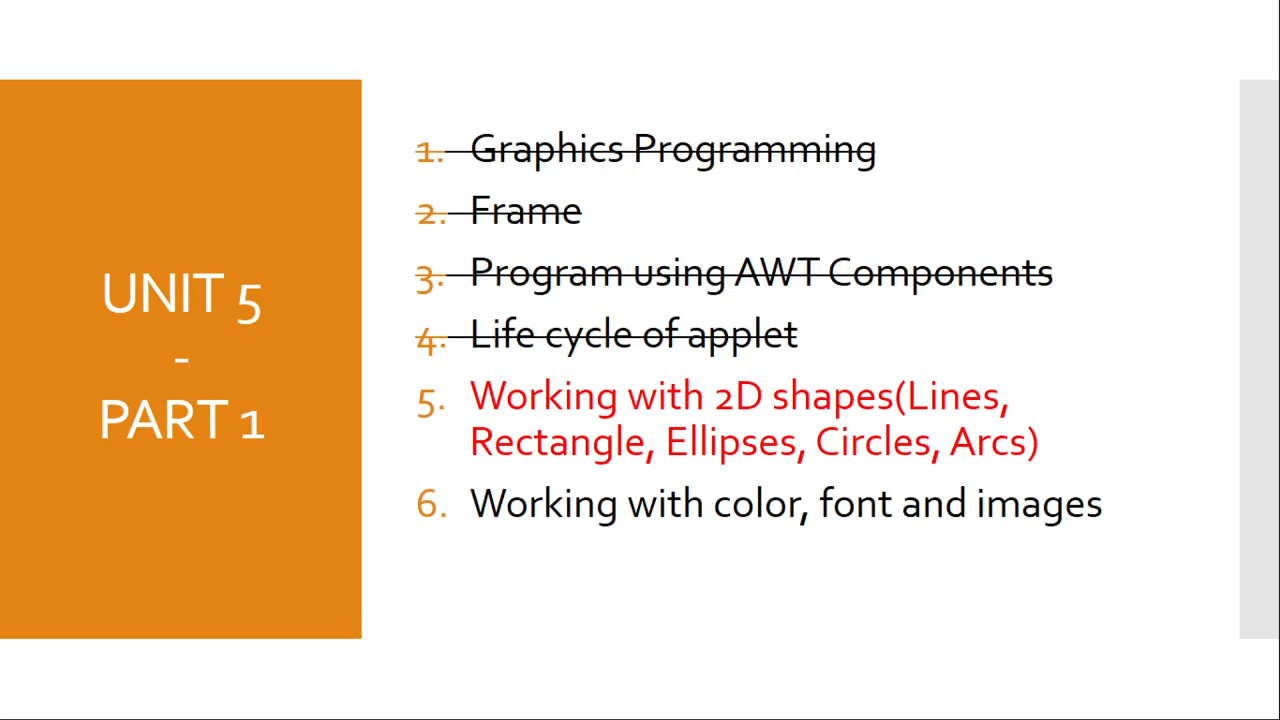 UNIT 5
-
PART 1
1. Graphics Programming
2. Frame
3. Program using AWT Components
4. Life cycle of applet
5. Working with 2D shapes(Lines,
Rectangle, Ellipses, Circles, Arcs)
6. Working with color, font and images